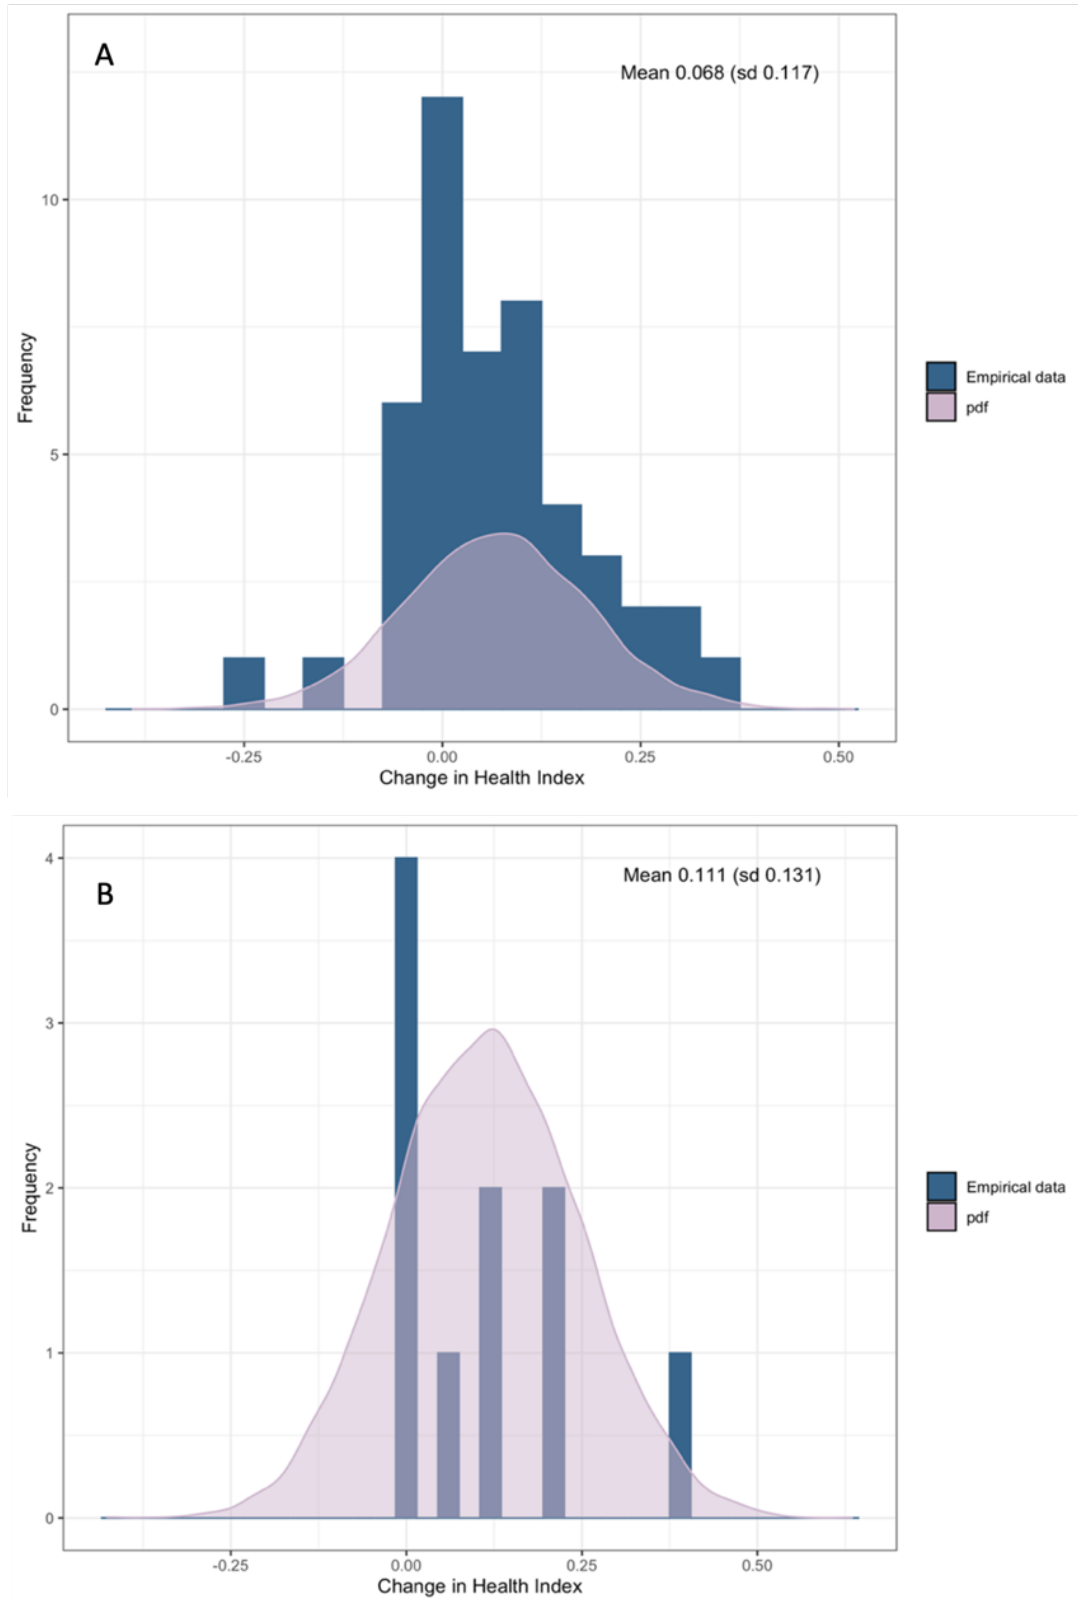 A
Mean 0.068 (sd 0.117)
10
5
0
Frequency
-0.25 0.00 0.25 0.50
Change in Health Index
Empirical data
pdf
B
Mean 0.111 (sd 0.131)
4
3
2
1
0
Frequency
-0.25 0.00 0.25 0.50
Change in Health Index
Empirical data
pdf